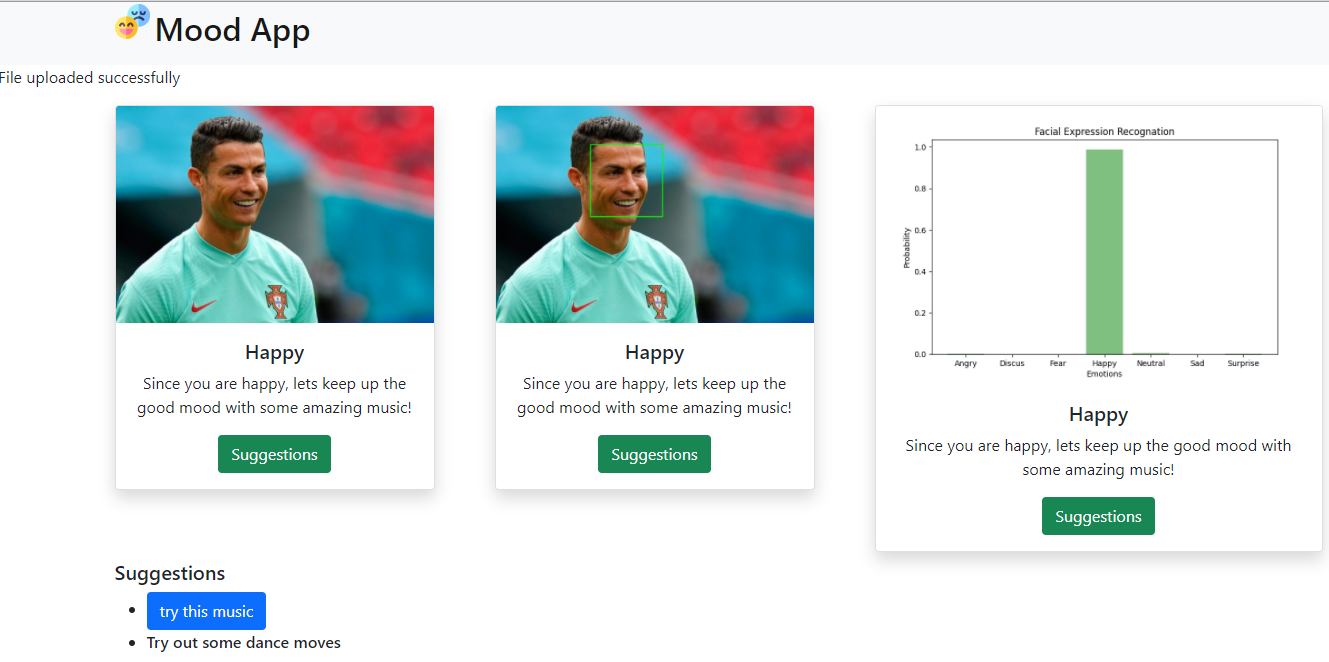 Mood App
File uploaded successfully
Happy
Since you are happy, lets keep up the
good mood with some amazing music!
Suggestions
Happy
Since you are happy, lets keep up the
good mood with some amazing music!
Suggestions
Facial Expression Recognation
1.0
0.8
0.6
0.4
0.2
0.0
Probability
Angry Discus Fear Happy Neutral Sad Surprise
Emotions
Happy
Since you are happy, lets keep up the good mood with
some amazing music!
Suggestions
Suggestions
try this music
Try out some dance moves